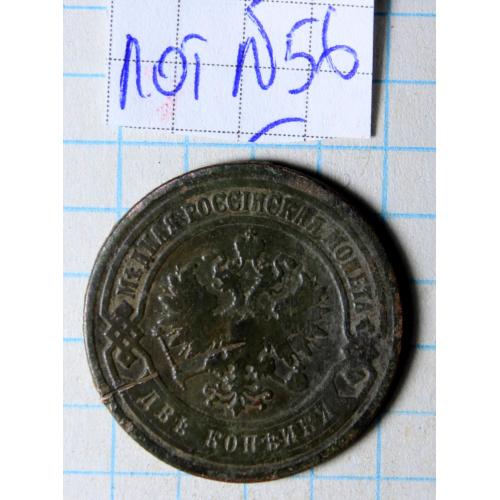 лот №56
МѢДНАЯ РОССІЙСКАЯ МОНЕТА
ДВѢ КОПѢЙКИ